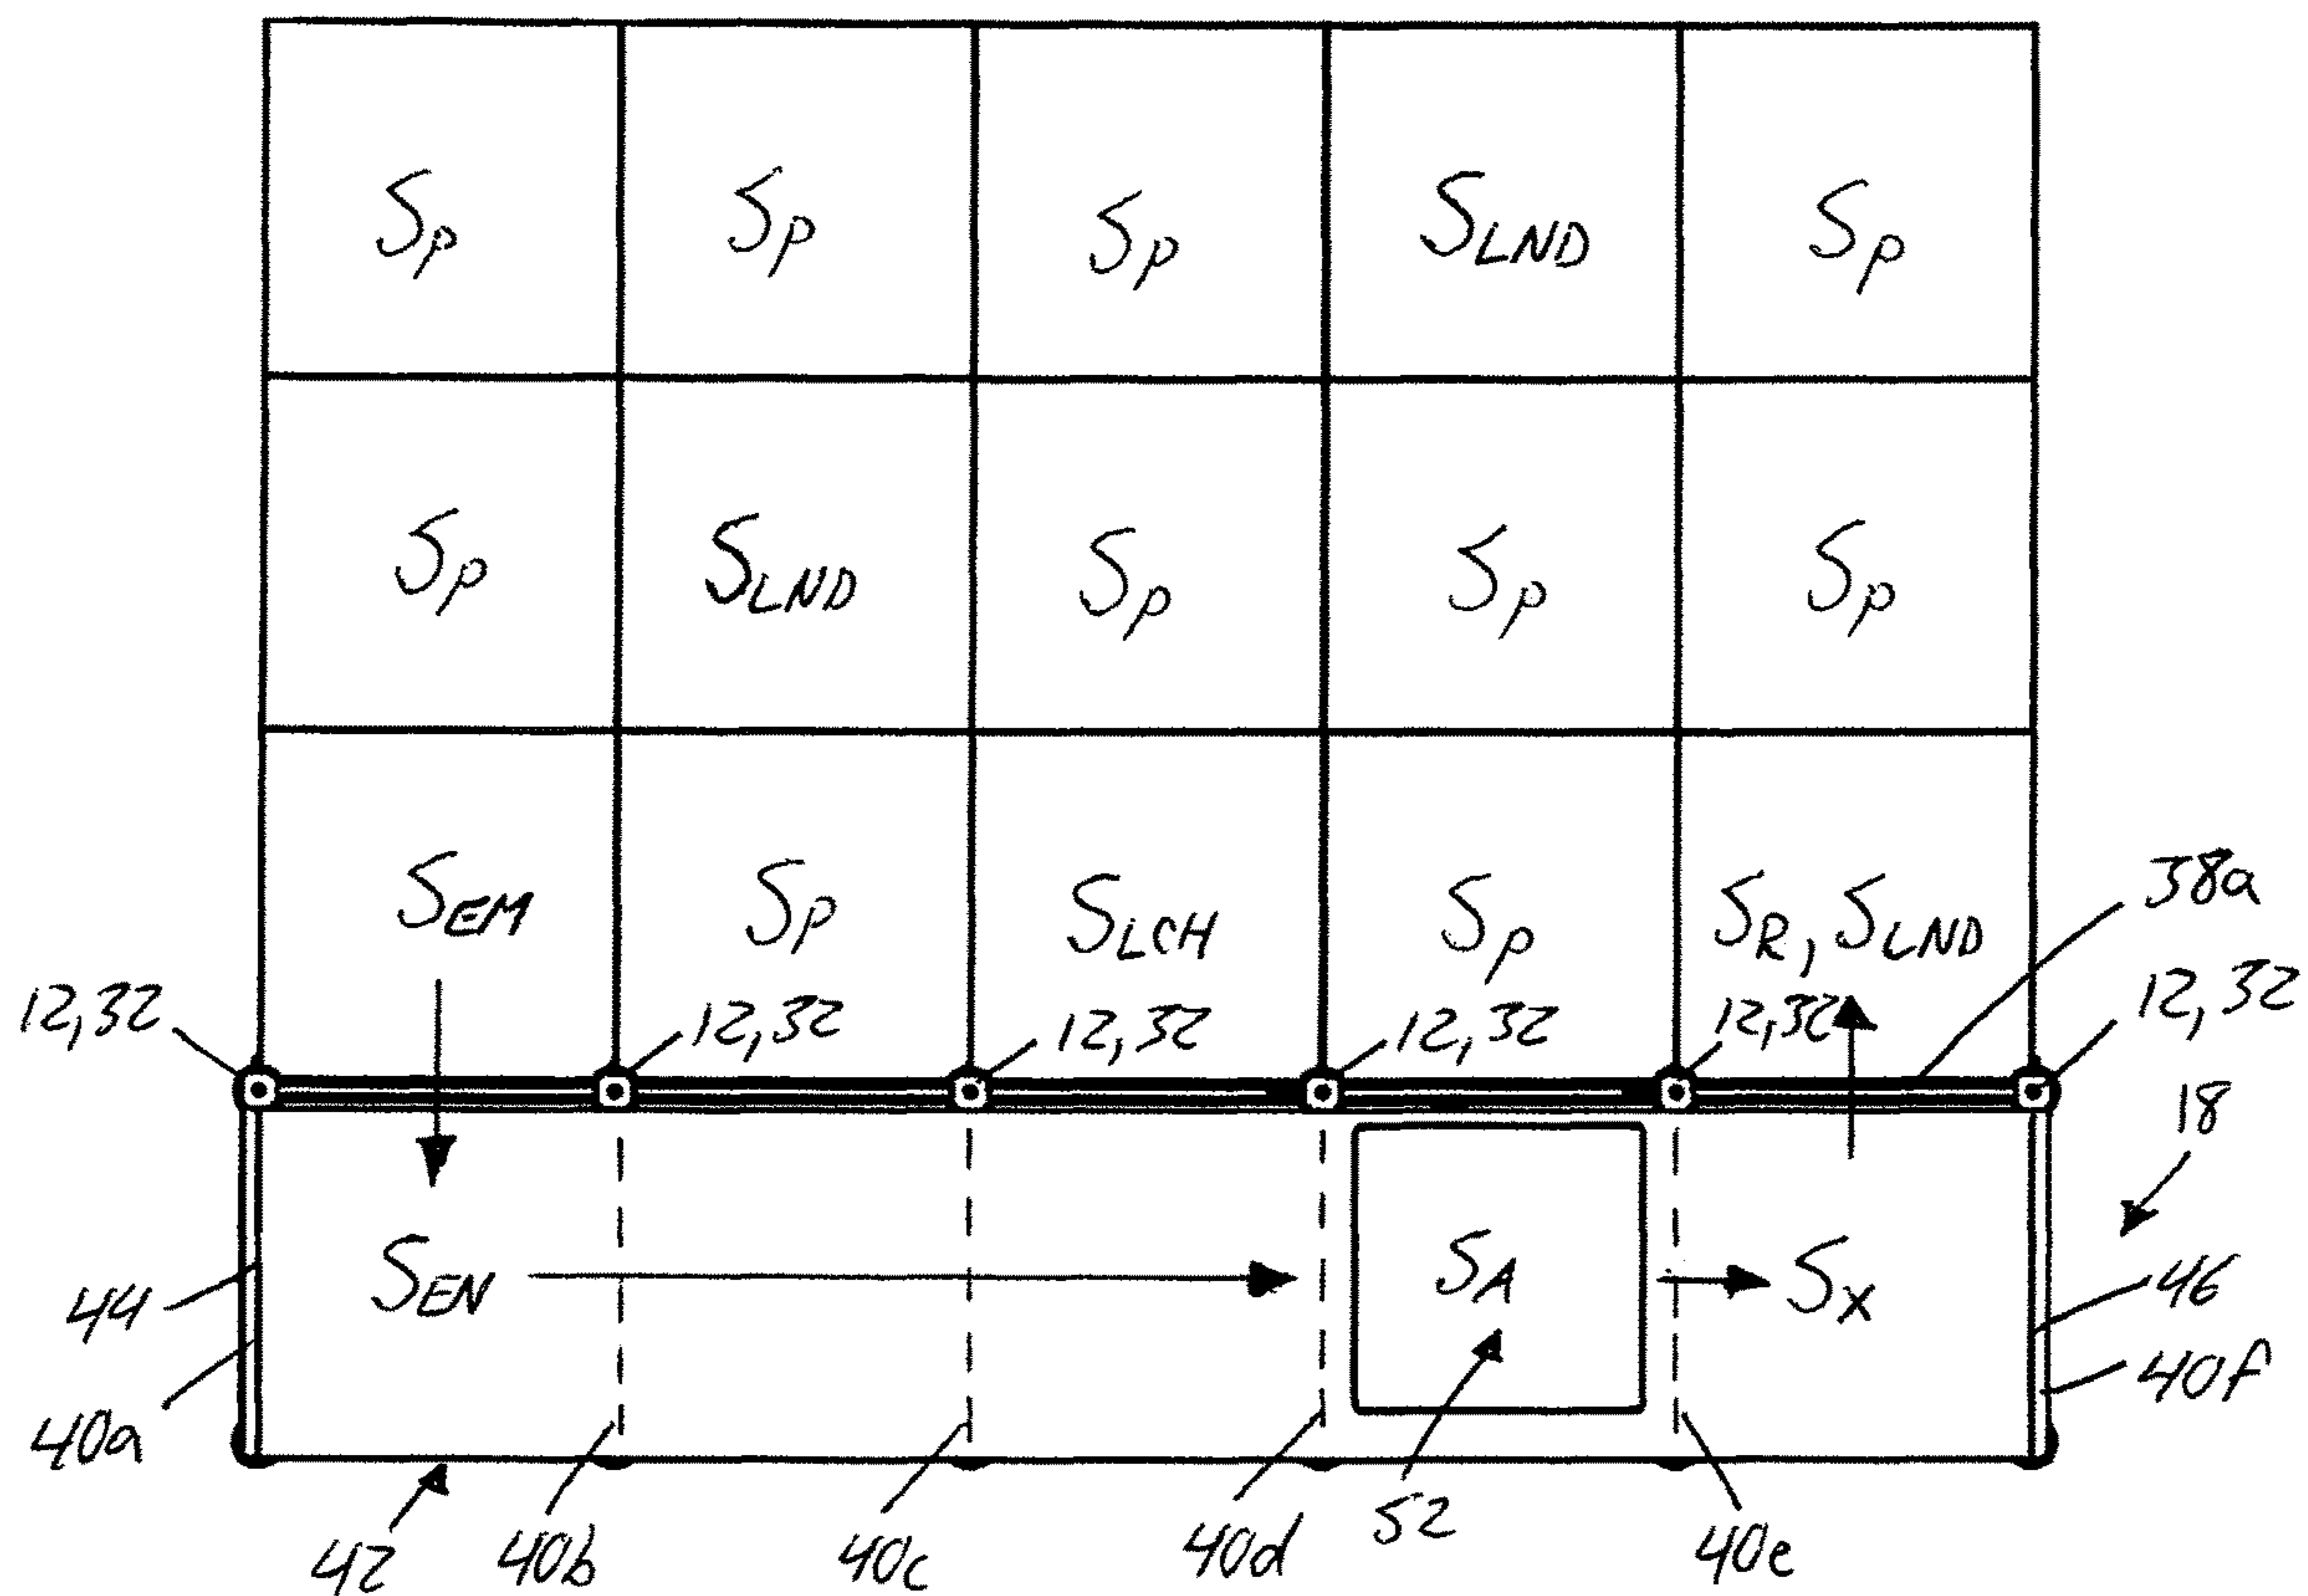 Sp Sp Sp SLND Sp
Sp SLND Sp Sp Sp
SEM Sp SLCH Sp SR, SLND
38a
12,32 12,32 12,32 12,32 12,32 12,32
18
SEN SA SX
44 46
40a 40f
42 40b 40c 40d 52 40e